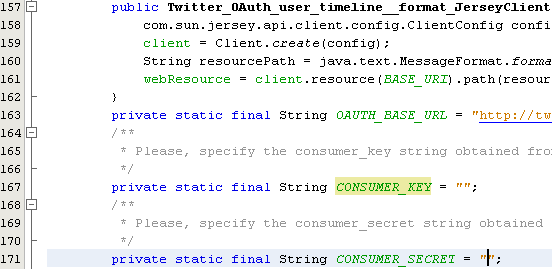 157 public Twitter_OAuth_user_timeline__format_JerseyClient
158 com.sun.jersey.api.client.config.ClientConfig confi
159 client = Client.create(config);
160 String resourcePath = java.text.MessageFormat.forma
161 webResource = client.resource(BASE_URI).path(resour
162 }
163 private static final String OAUTH_BASE_URL = "http://tw
164 /**
165 * Please, specify the consumer_key string obtained fro
166 */
167 private static final String CONSUMER_KEY = "";
168 /**
169 * Please, specify the consumer_secret string obtained
170 */
171 private static final String CONSUMER_SECRET = "";